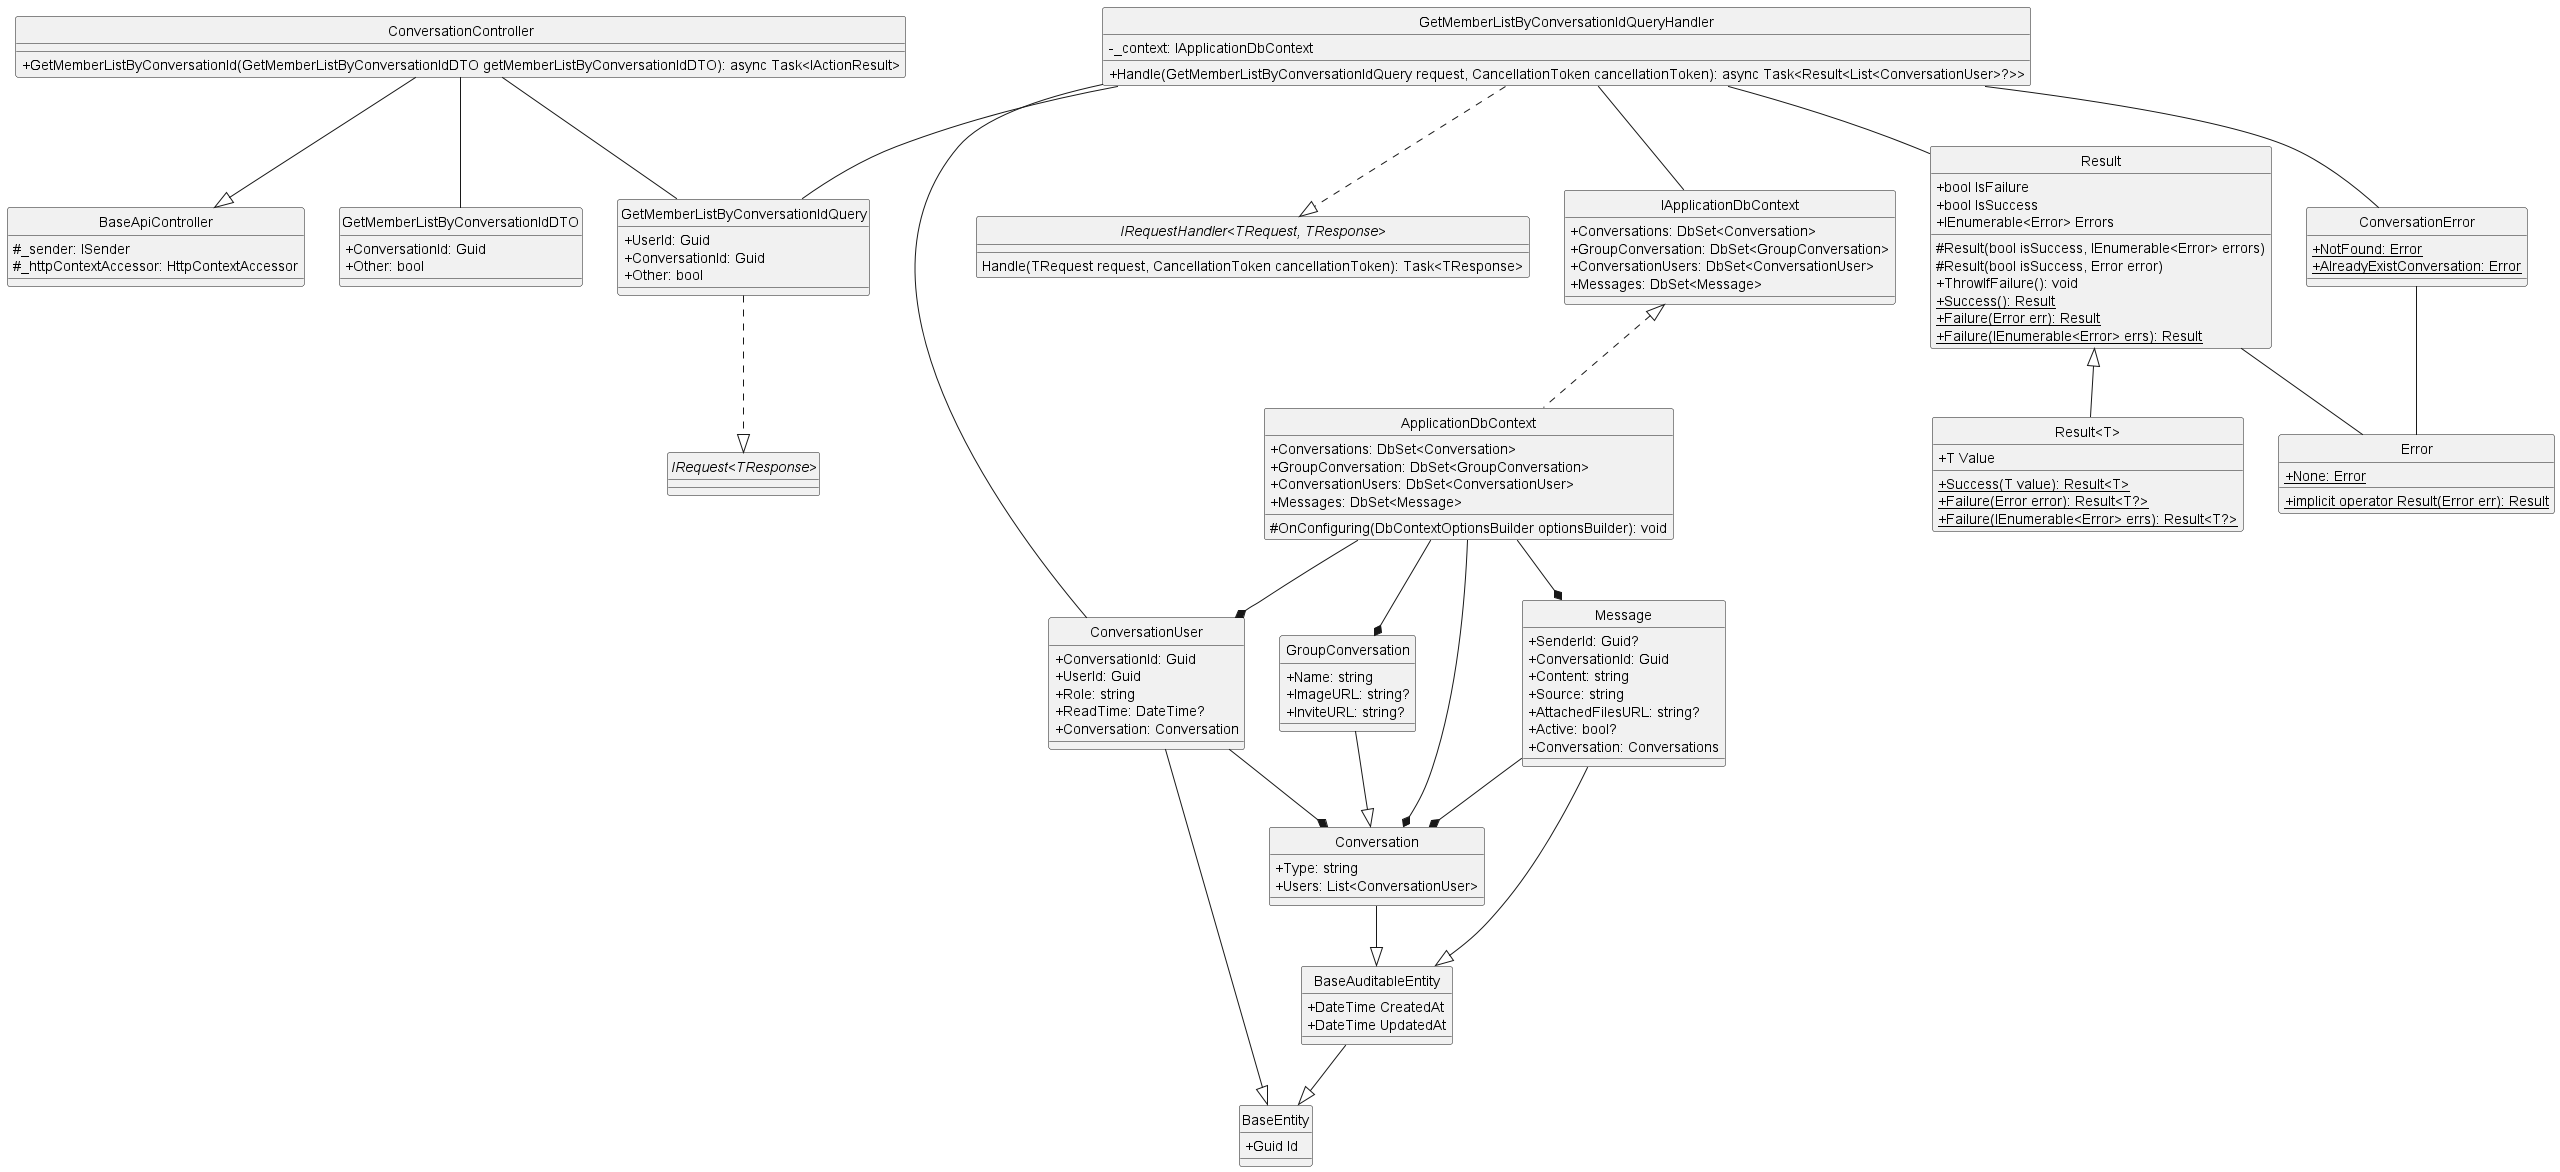 ConversationController
+GetMemberListByConversationId(GetMemberListByConversationIdDTO getMemberListByConversationIdDTO): async Task<IActionResult>
GetMemberListByConversationIdQueryHandler
-_context: IApplicationDbContext
+Handle(GetMemberListByConversationIdQuery request, CancellationToken cancellationToken): async Task<Result<List<ConversationUser>?>>
BaseApiController
#_sender: ISender
#_httpContextAccessor: HttpContextAccessor
GetMemberListByConversationIdDTO
+ConversationId: Guid
+Other: bool
GetMemberListByConversationIdQuery
+UserId: Guid
+ConversationId: Guid
+Other: bool
IRequestHandler<TRequest, TResponse>
Handle(TRequest request, CancellationToken cancellationToken): Task<TResponse>
IApplicationDbContext
+Conversations: DbSet<Conversation>
+GroupConversation: DbSet<GroupConversation>
+ConversationUsers: DbSet<ConversationUser>
+Messages: DbSet<Message>
Result
+bool IsFailure
+bool IsSuccess
+IEnumerable<Error> Errors
#Result(bool isSuccess, IEnumerable<Error> errors)
#Result(bool isSuccess, Error error)
+ThrowIfFailure(): void
+Success(): Result
+Failure(Error err): Result
+Failure(IEnumerable<Error> errs): Result
ConversationError
+NotFound: Error
+AlreadyExistConversation: Error
IRequest<TResponse>
ApplicationDbContext
+Conversations: DbSet<Conversation>
+GroupConversation: DbSet<GroupConversation>
+ConversationUsers: DbSet<ConversationUser>
+Messages: DbSet<Message>
#OnConfiguring(DbContextOptionsBuilder optionsBuilder): void
Result<T>
+T Value
+Success(T value): Result<T>
+Failure(Error error): Result<T?>
+Failure(IEnumerable<Error> errs): Result<T?>
Error
+None: Error
+implicit operator Result(Error err): Result
ConversationUser
+ConversationId: Guid
+UserId: Guid
+Role: string
+ReadTime: DateTime?
+Conversation: Conversation
GroupConversation
+Name: string
+ImageURL: string?
+InviteURL: string?
Message
+SenderId: Guid?
+ConversationId: Guid
+Content: string
+Source: string
+AttachedFilesURL: string?
+Active: bool?
+Conversation: Conversations
Conversation
+Type: string
+Users: List<ConversationUser>
BaseAuditableEntity
+DateTime CreatedAt
+DateTime UpdatedAt
BaseEntity
+Guid Id